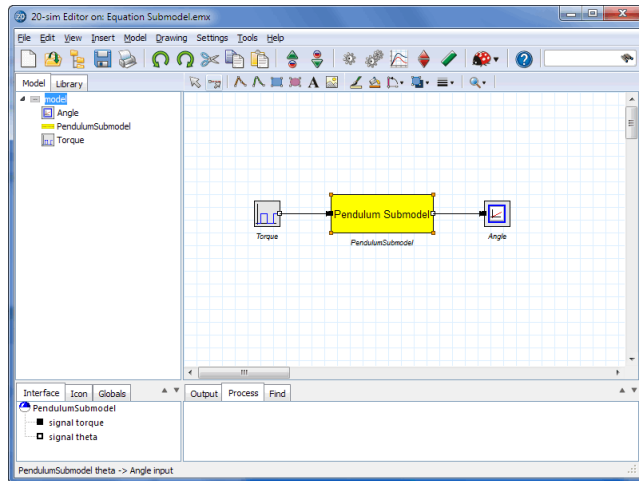 20-sim Editor on: Equation Submodel.emx
File Edit View Insert Model Drawing Settings Tools Help
Model Library
model
Angle
PendulumSubmodel
Torque
Pendulum Submodel
Torque
PendulumSubmodel
Angle
Interface Icon Globals
Output Process Find
PendulumSubmodel
signal torque
signal theta
PendulumSubmodel theta -> Angle input